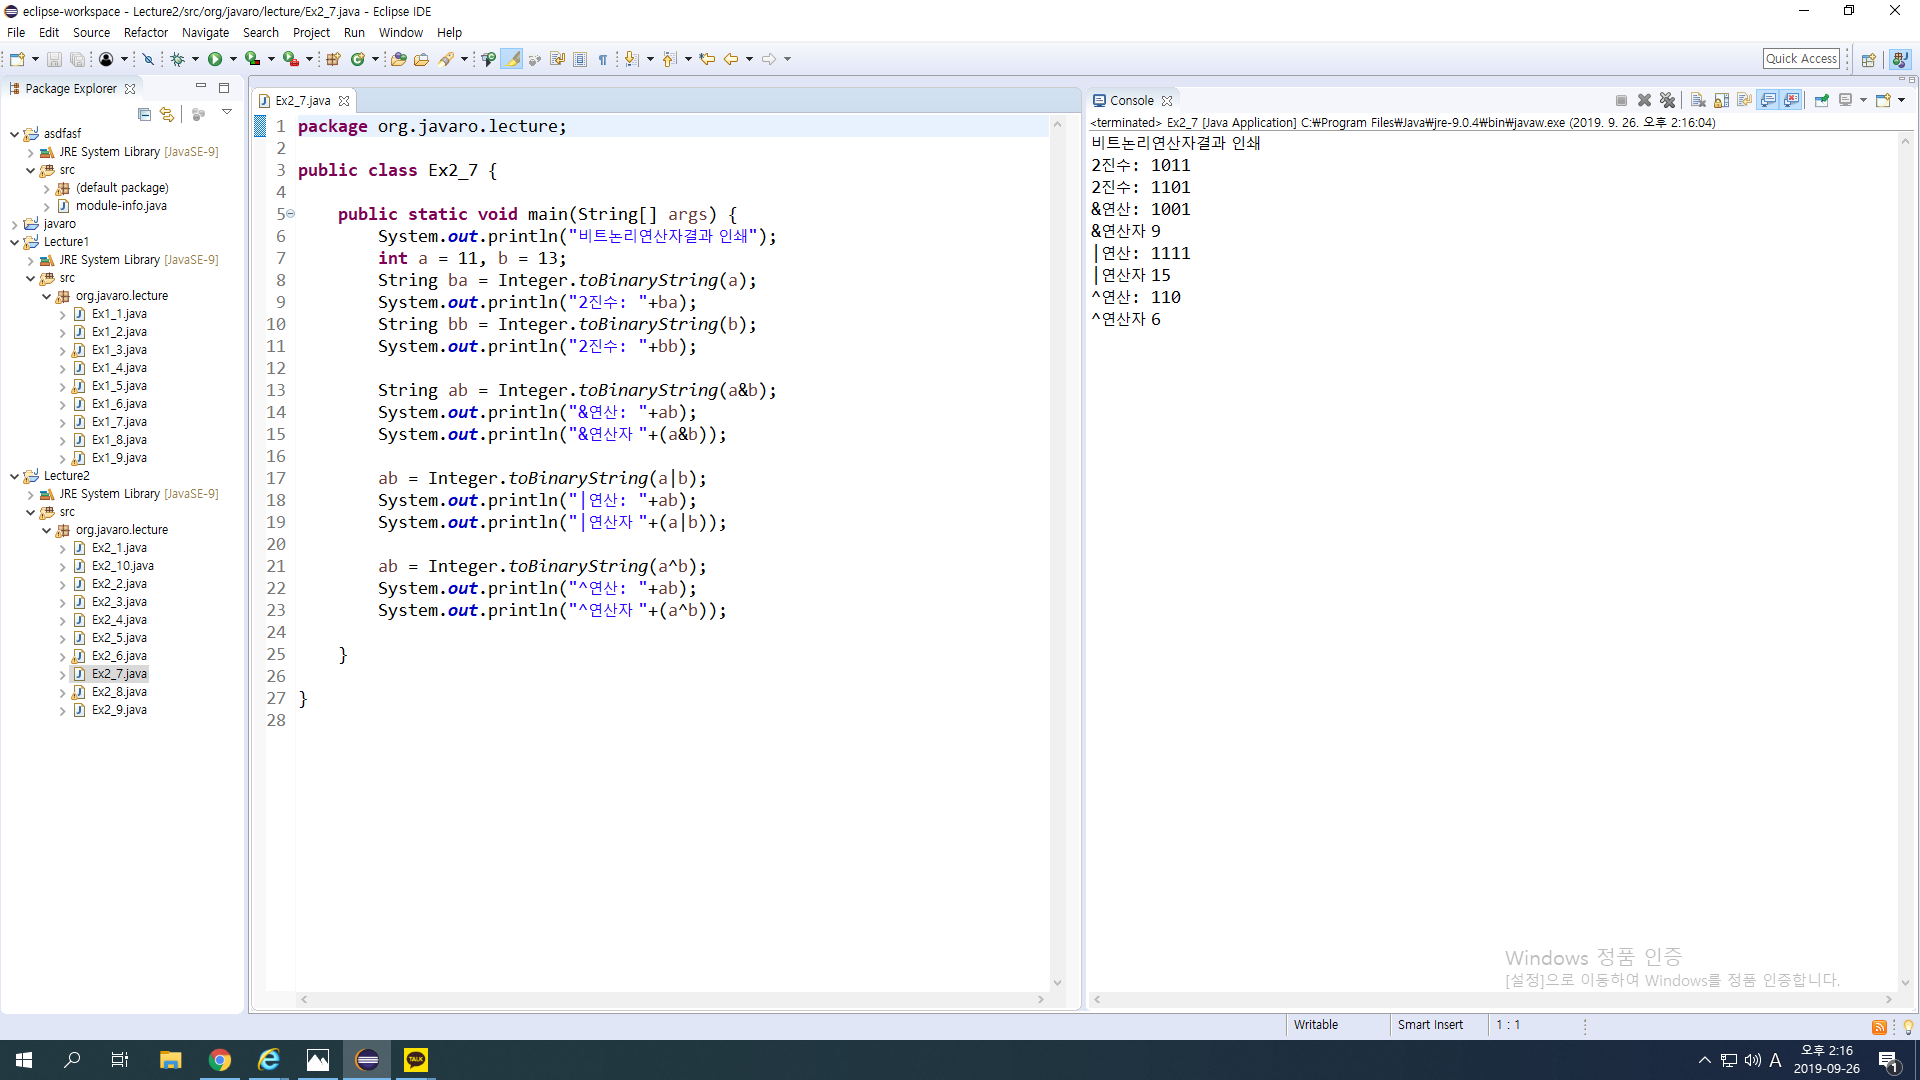 eclipse-workspace - Lecture2/src/org/javaro/lecture/Ex2_7.java - Eclipse IDE
File Edit Source Refactor Navigate Search Project Run Window Help
Quick Access
Package Explorer
asdfasf
JRE System Library [JavaSE-9]
src
(default package)
module-info.java
javaro
Lecture1
JRE System Library [JavaSE-9]
src
org.javaro.lecture
Ex1_1.java
Ex1_2.java
Ex1_3.java
Ex1_4.java
Ex1_5.java
Ex1_6.java
Ex1_7.java
Ex1_8.java
Ex1_9.java
Lecture2
JRE System Library [JavaSE-9]
src
org.javaro.lecture
Ex2_1.java
Ex2_10.java
Ex2_2.java
Ex2_3.java
Ex2_4.java
Ex2_5.java
Ex2_6.java
Ex2_7.java
Ex2_8.java
Ex2_9.java
Ex2_7.java
1 package org.javaro.lecture;
2
3 public class Ex2_7 {
4
5 public static void main(String[] args) {
6 System.out.println("비트논리연산자결과 인쇄");
7 int a = 11, b = 13;
8 String ba = Integer.toBinaryString(a);
9 System.out.println("2진수: "+ba);
10 String bb = Integer.toBinaryString(b);
11 System.out.println("2진수: "+bb);
12
13 String ab = Integer.toBinaryString(a&b);
14 System.out.println("&연산: "+ab);
15 System.out.println("&연산자 "+(a&b));
16
17 ab = Integer.toBinaryString(a|b);
18 System.out.println("|연산: "+ab);
19 System.out.println("|연산자 "+(a|b));
20
21 ab = Integer.toBinaryString(a^b);
22 System.out.println("^연산: "+ab);
23 System.out.println("^연산자 "+(a^b));
24
25 }
26
27 }
28
Console
<terminated> Ex2_7 [Java Application] C:₩Program Files₩Java₩jre-9.0.4₩bin₩javaw.exe (2019. 9. 26. 오후 2:16:04)
비트논리연산자결과 인쇄
2진수: 1011
2진수: 1101
&연산: 1001
&연산자 9
|연산: 1111
|연산자 15
^연산: 110
^연산자 6
Windows 정품 인증
[설정]으로 이동하여 Windows를 정품 인증합니다.
Writable Smart Insert 1 : 1
TALK
A
오후 2:16
2019-09-26
1